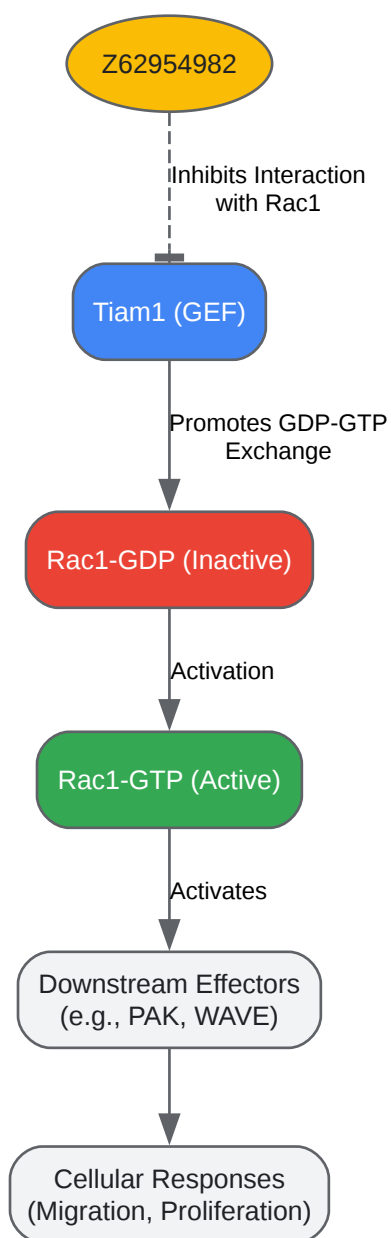 Z62954982
Inhibits Interaction
with Rac1
Tiam1 (GEF)
Promotes GDP-GTP
Exchange
Rac1-GDP (Inactive)
Activation
Rac1-GTP (Active)
Activates
Downstream Effectors
(e.g., PAK, WAVE)
Cellular Responses
(Migration, Proliferation)